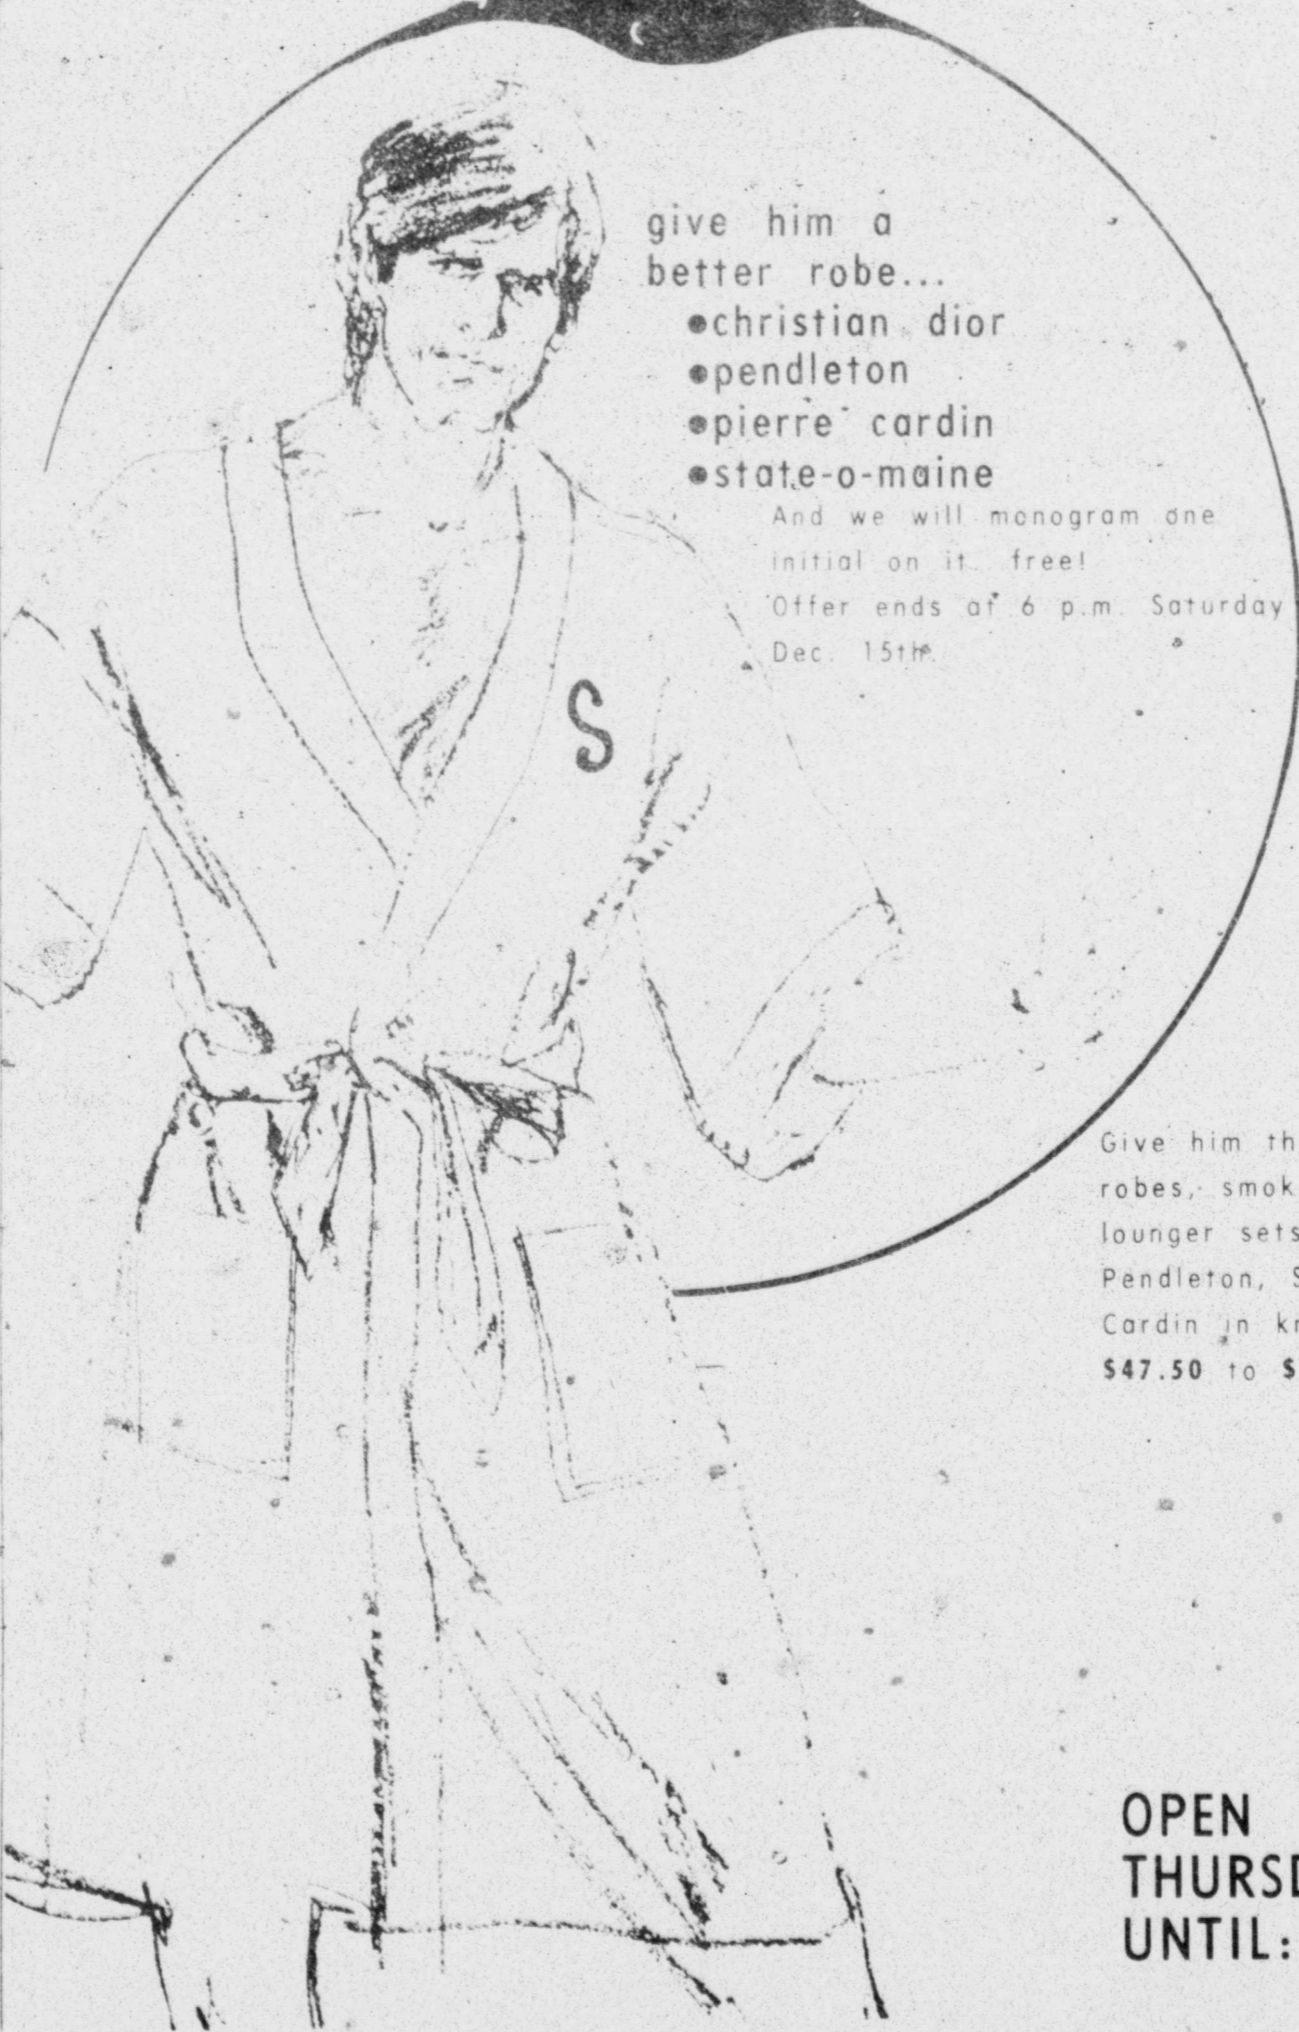 give him a
better robe...
•christian dior
•pendleton
•pierre cardin
•state-o-maine
And we will monogram one
initial on it free!
Offer ends at 6 p.m. Saturday
Dec. 15th.
S
Give him th
robes, smok
lounger sets
Pendleton, S
Cardin in kn
$47.50 to $
OPEN
THURSD
UNTIL: